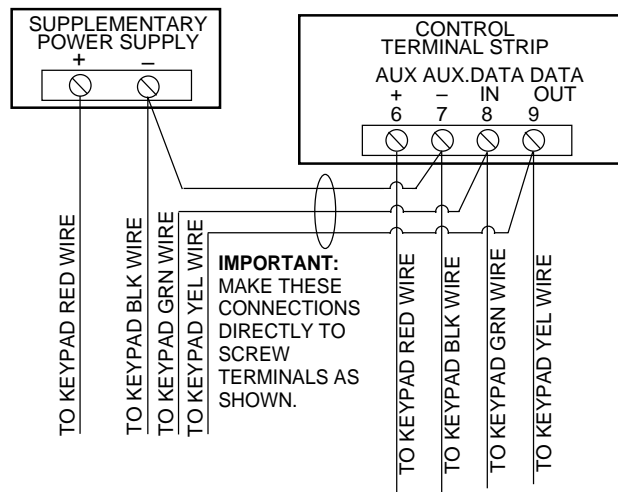 SUPPLEMENTARY
POWER SUPPLY
+ –
CONTROL
TERMINAL STRIP
AUX AUX. DATA DATA
+ – IN OUT
6 7 8 9
TO KEYPAD RED WIRE
TO KEYPAD BLK WIRE
TO KEYPAD GRN WIRE
TO KEYPAD YEL WIRE
IMPORTANT:
MAKE THESE
CONNECTIONS
DIRECTLY TO
SCREW
TERMINALS AS
SHOWN.
TO KEYPAD RED WIRE
TO KEYPAD BLK WIRE
TO KEYPAD GRN WIRE
TO KEYPAD YEL WIRE